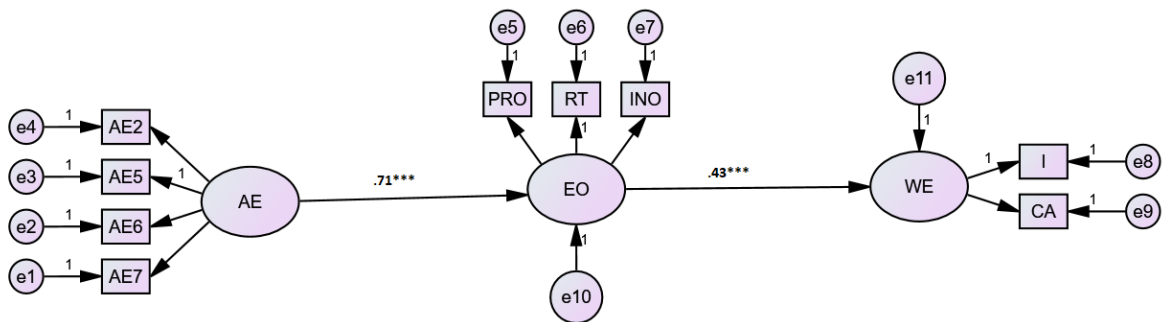 e5 e6 e7
1 1 1
e11
PRO RT INO
1
e4 1 AE2
1
e3 1 AE5 1
.71***
EO
.43***
WE
1 I 1 e8
AE
e2 1 AE6
CA 1 e9
1
e1 1 AE7
e10